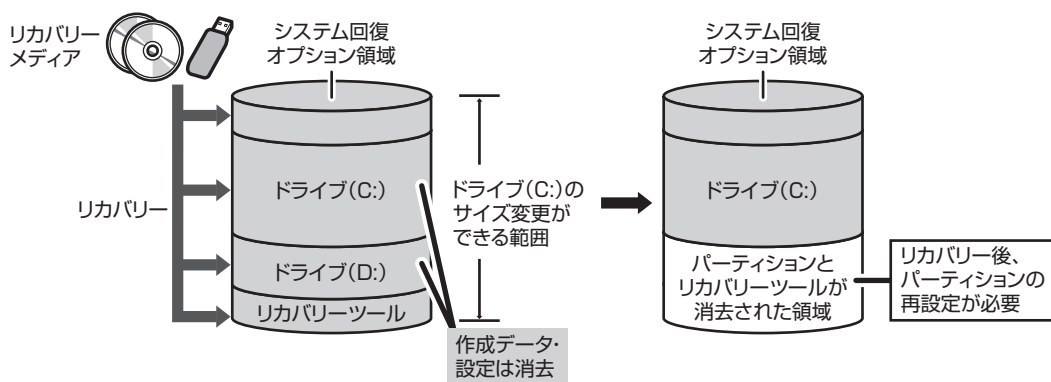 リカバリー
メディア
システム回復
オプション領域
ドライブ(C:)
リカバリー
ドライブ(D:)
リカバリーツール
ドライブ(C:)の
サイズ変更が
できる範囲
作成データ・
設定は消去
システム回復
オプション領域
ドライブ(C:)
パーティションと
リカバリーツールが
消去された領域
リカバリー後、
パーティションの
再設定が必要